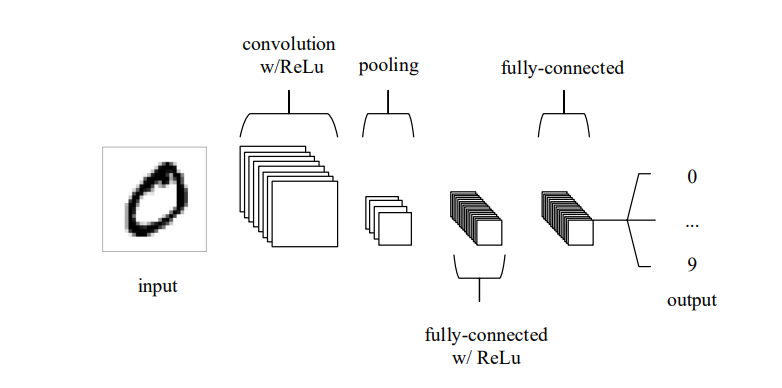 convolution
w/ReLu
pooling
fully-connected
input
fully-connected
w/ ReLu
0
...
9
output